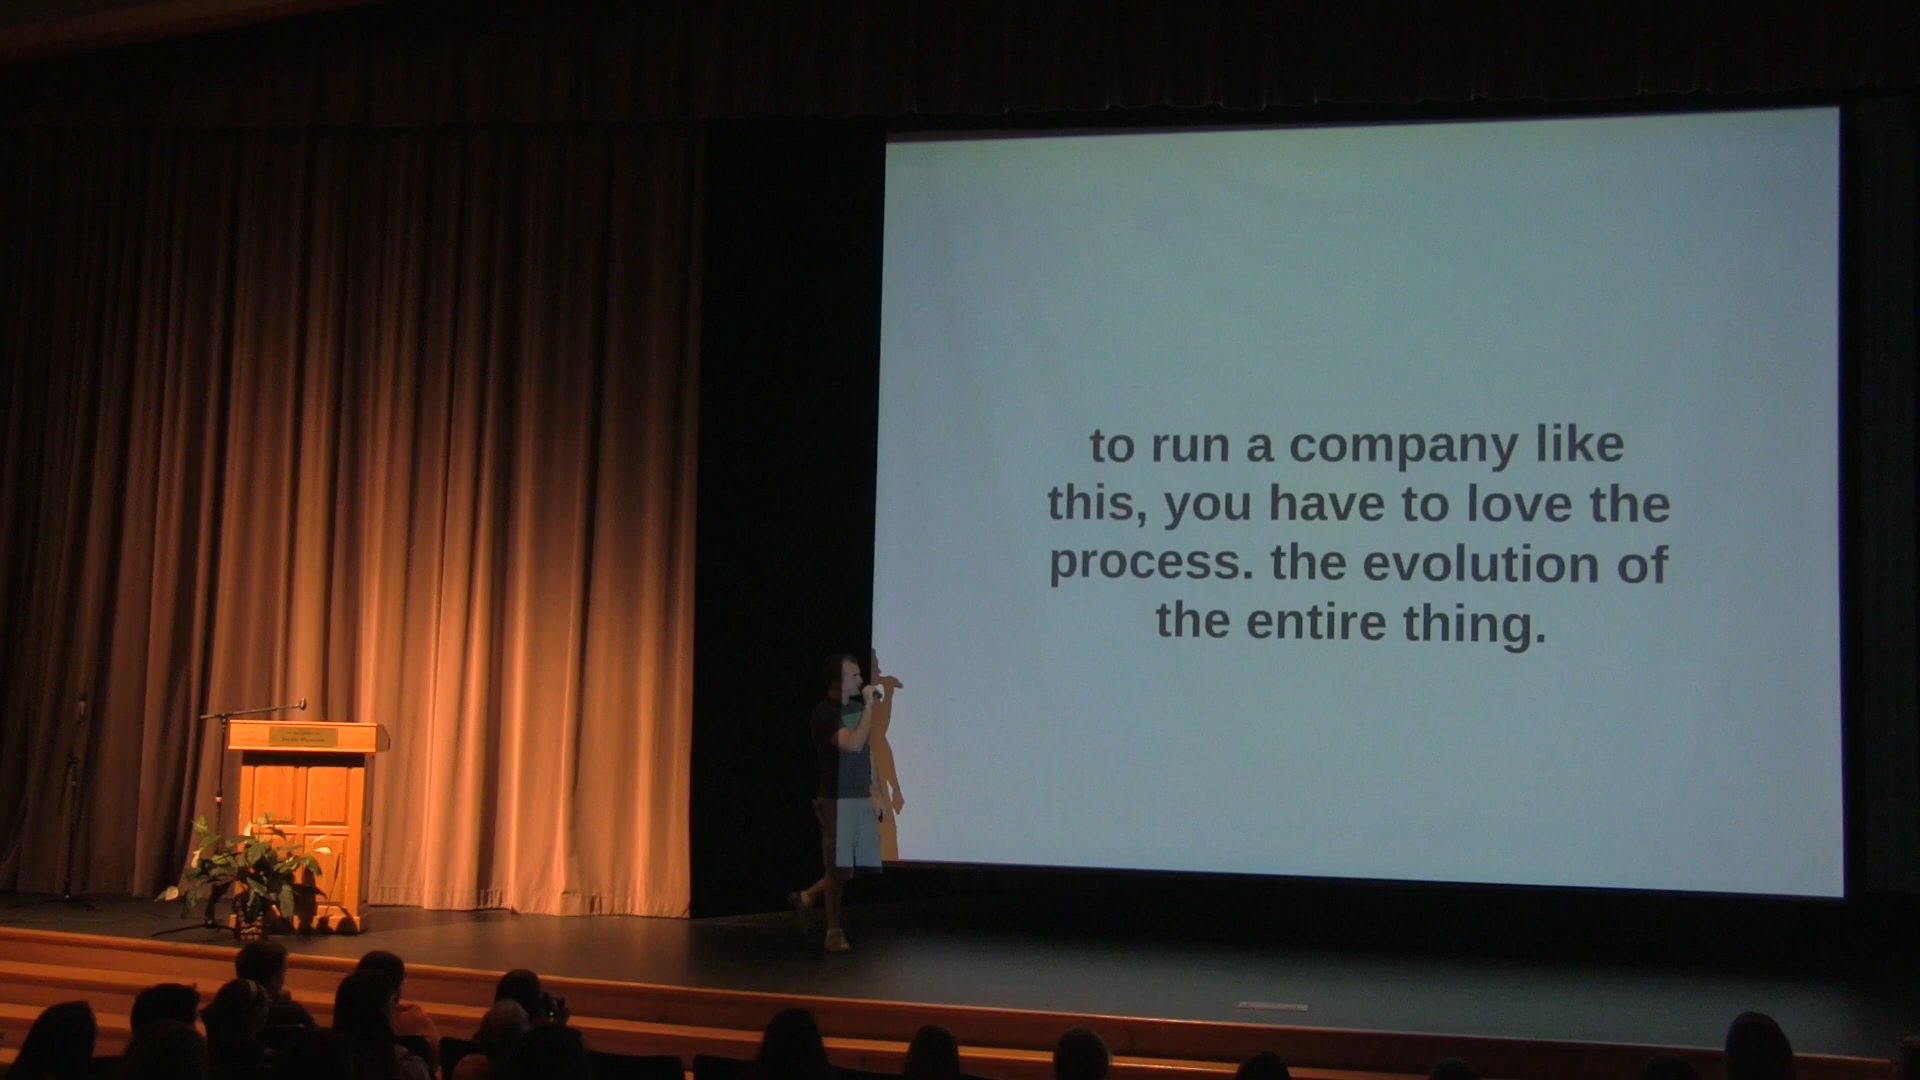 to run a company like
this, you have to love the
process. the evolution of
the entire thing.